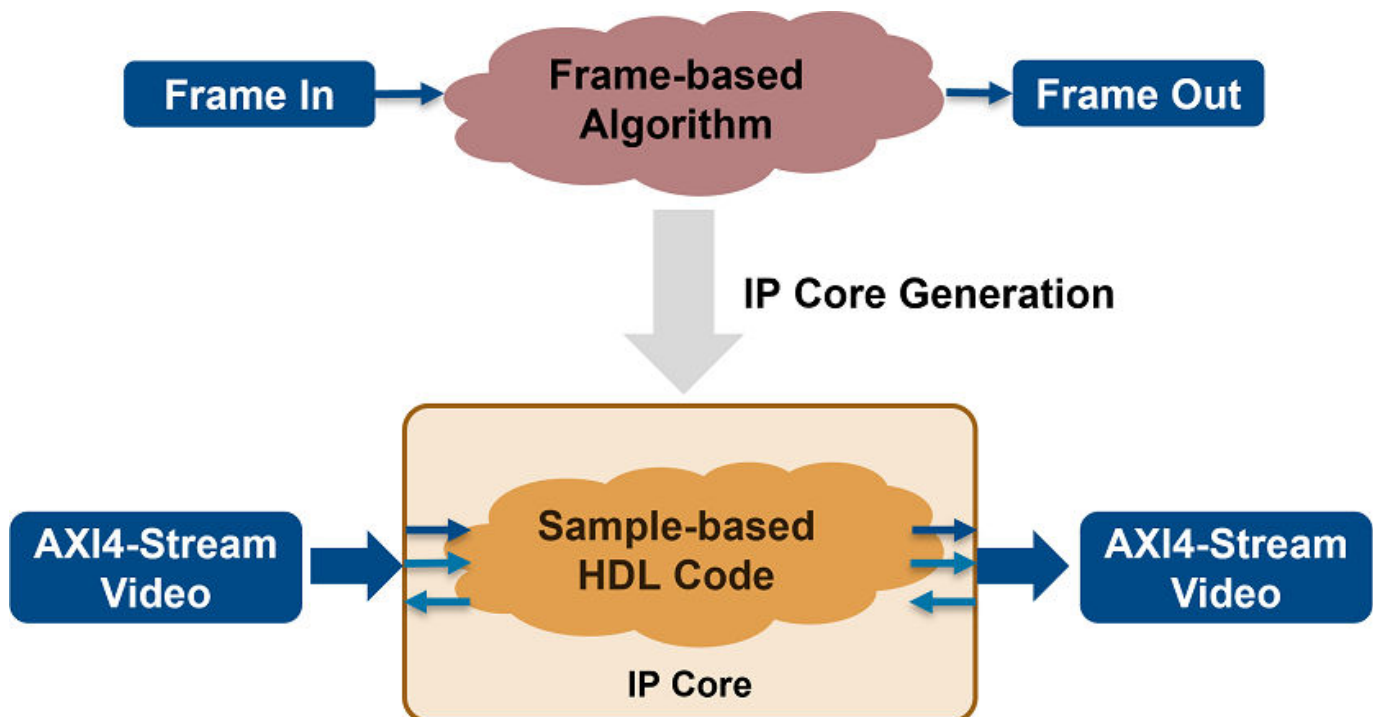 Frame In
Frame-based
Algorithm
Frame Out
IP Core Generation
AXI4-Stream
Video
Sample-based
HDL Code
AXI4-Stream
Video
IP Core